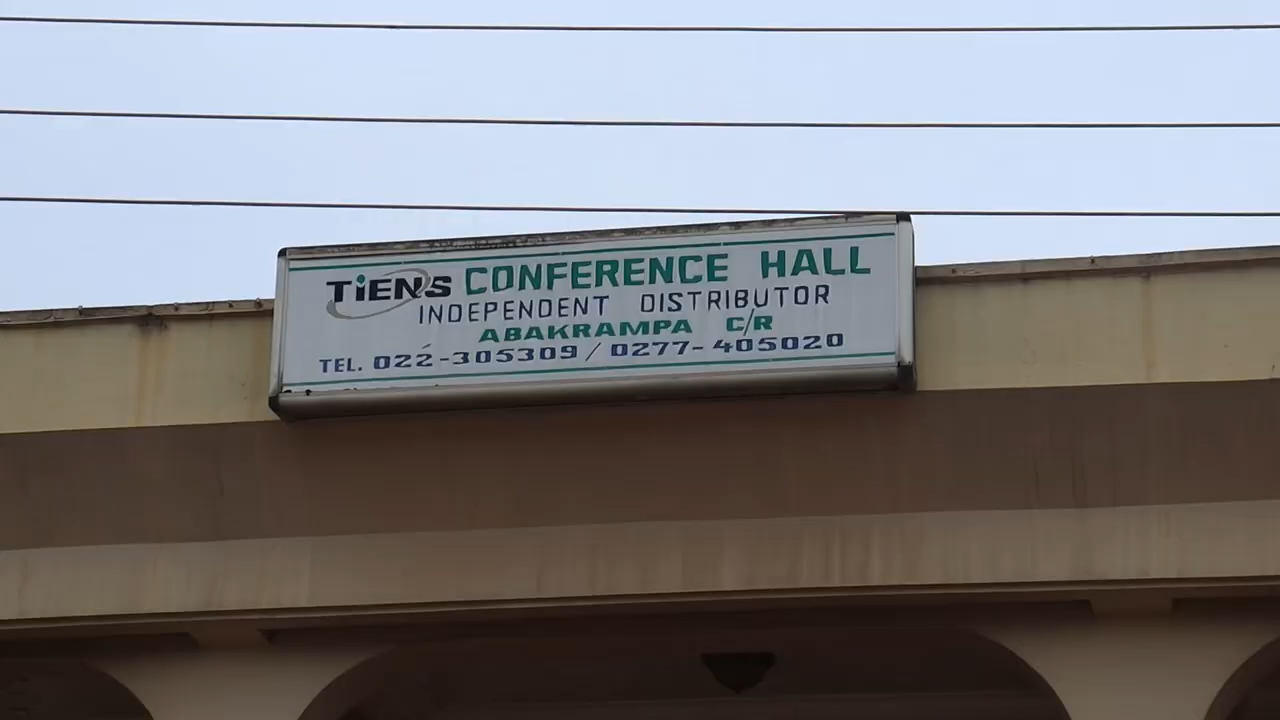 TiENS CONFERENCE HALL
INDEPENDENT DISTRIBUTOR
ABAKRAMPA C/R
TEL. 022-305309 / 0277-405020